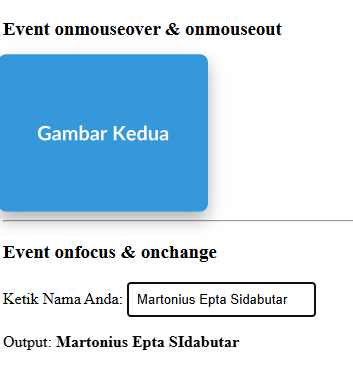 Event onmouseover & onmouseout
Gambar Kedua
Event onfocus & onchange
Ketik Nama Anda: Martonius Epta Sidabutar
Output: Martonius Epta SIdabutar